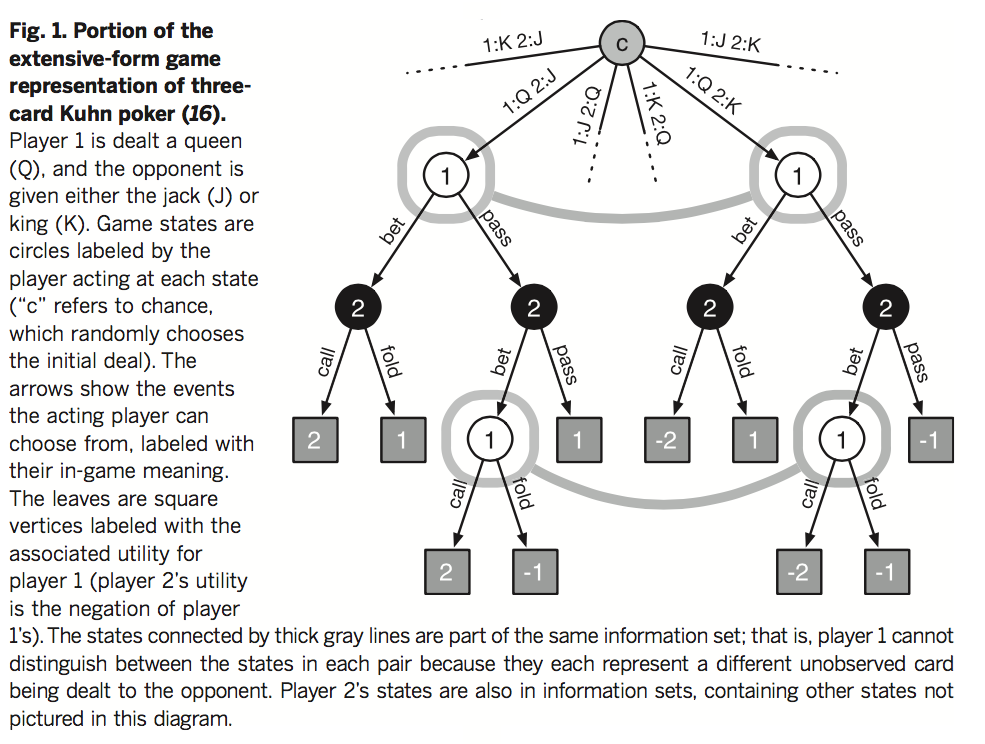 Fig. 1. Portion of the
extensive-form game
representation of three-
card Kuhn poker (16).
Player 1 is dealt a queen
(Q), and the opponent is
given either the jack (J) or
king (K). Game states are
circles labeled by the
player acting at each state
(“c” refers to chance,
which randomly chooses
the initial deal). The
arrows show the events
the acting player can
choose from, labeled with
their in-game meaning.
The leaves are square
vertices labeled with the
associated utility for
player 1 (player 2’s utility
is the negation of player
1’s). The states connected by thick gray lines are part of the same information set; that is, player 1 cannot
distinguish between the states in each pair because they each represent a different unobserved card
being dealt to the opponent. Player 2’s states are also in information sets, containing other states not
pictured in this diagram.
c
1:K 2:J
1:Q 2:J
1:J 2:Q
1:K 2:Q
1:Q 2:K
1:J 2:K
1
1
bet
pass
bet
pass
2
2
2
2
call
fold
bet
pass
call
fold
bet
pass
2
1
1
1
-2
1
1
-1
call
fold
call
fold
2
-1
-2
-1